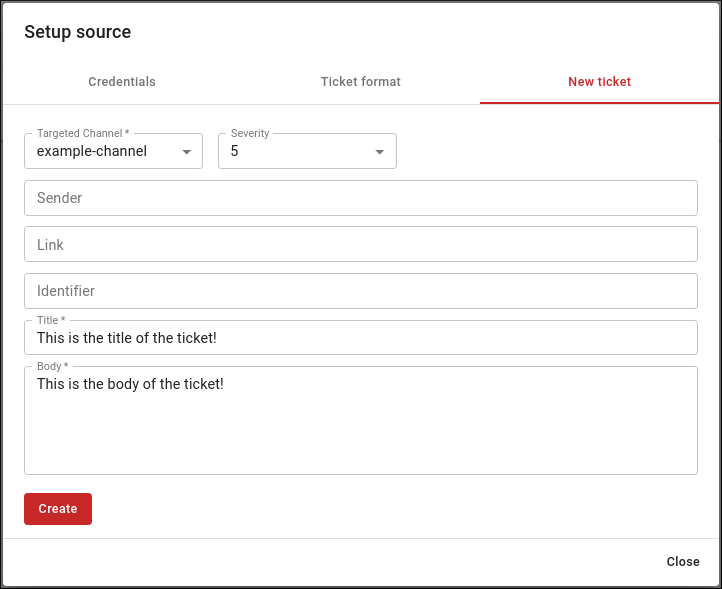 Setup source
Credentials Ticket format New ticket
Targeted Channel * Severity
example-channel 5
Sender
Link
Identifier
Title *
This is the title of the ticket!
Body *
This is the body of the ticket!
Create
Close